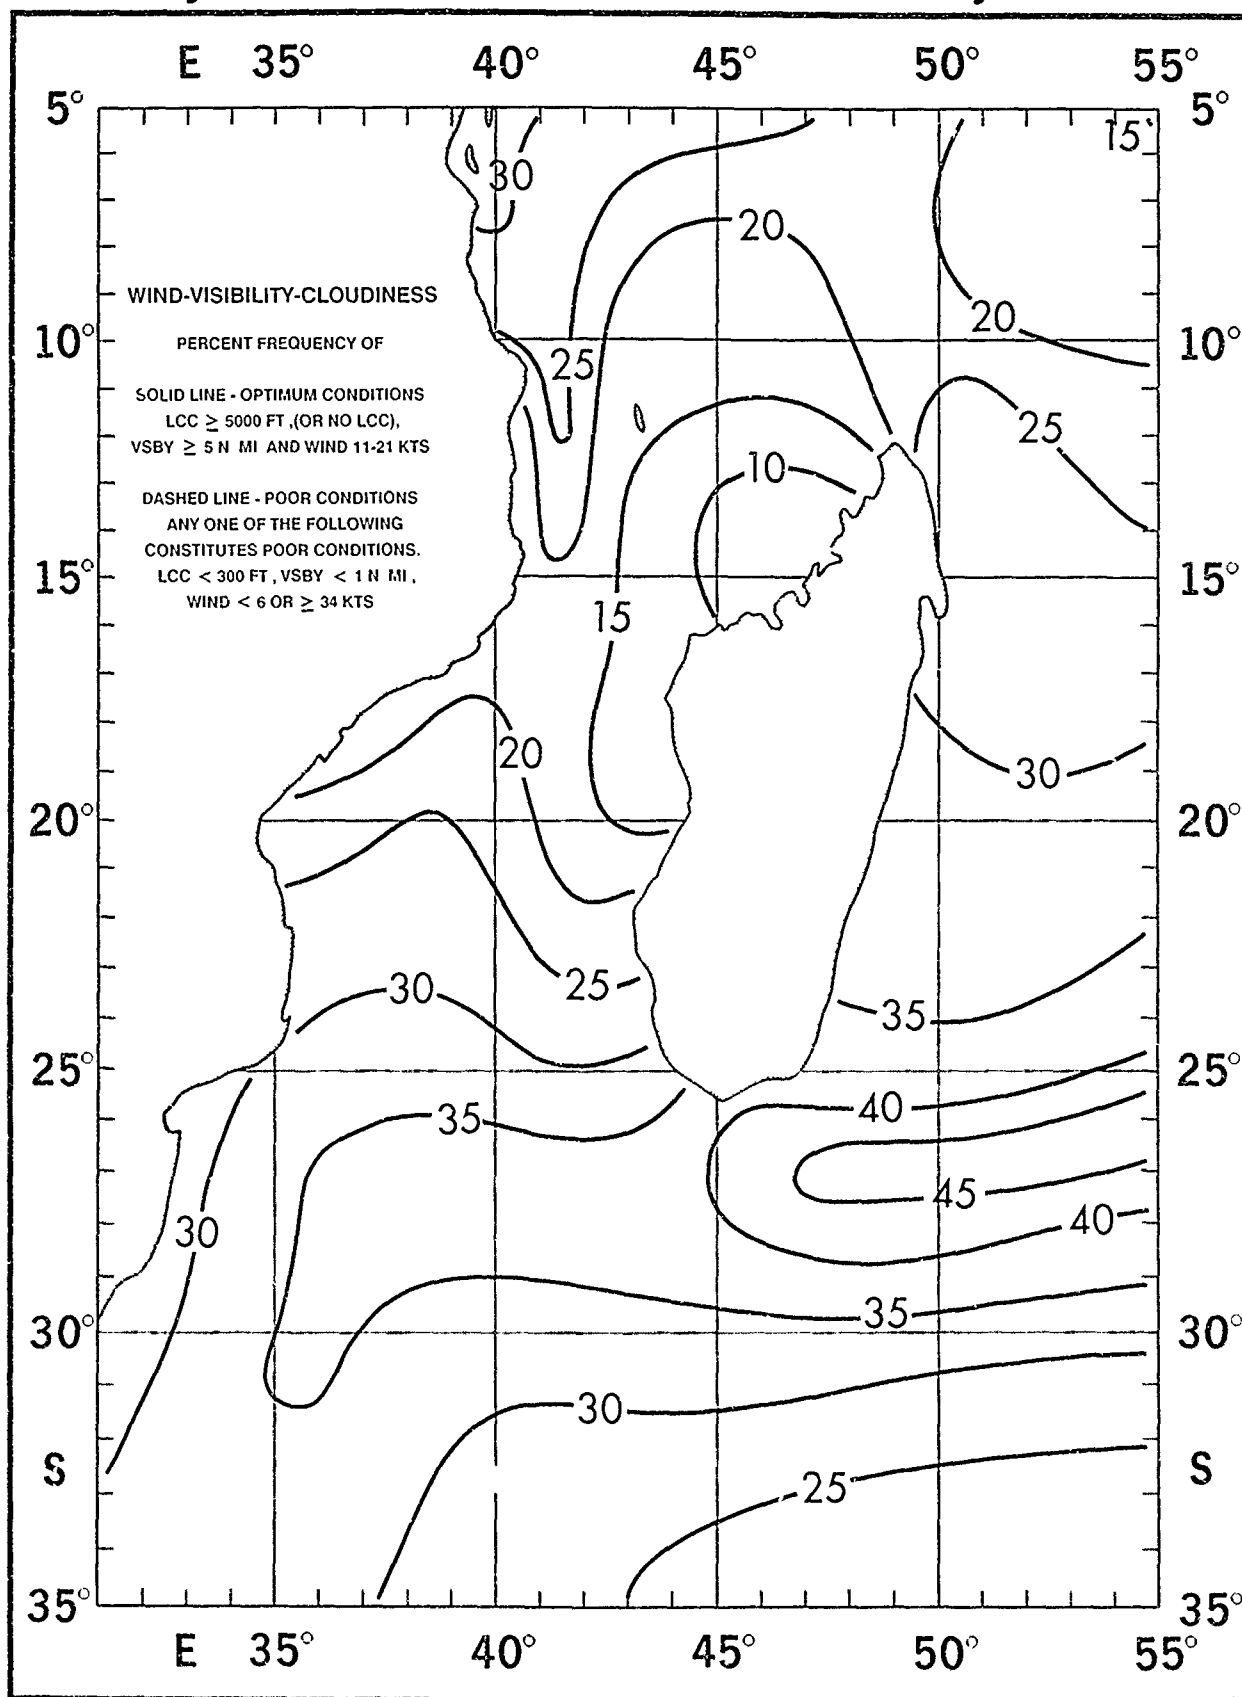 E 35° 40° 45° 50° 55°
5° 5°
15
30
20
WIND-VISIBILITY-CLOUDINESS
20
10° PERCENT FREQUENCY OF 10°
25
SOLID LINE - OPTIMUM CONDITIONS
LCC ≥ 5000 FT ,(OR NO LCC),
25
VSBY ≥ 5 N MI AND WIND 11-21 KTS
10
DASHED LINE - POOR CONDITIONS
ANY ONE OF THE FOLLOWING
CONSTITUTES POOR CONDITIONS.
15° LCC < 300 FT , VSBY < 1 N MI , 15°
WIND < 6 OR ≥ 34 KTS
15
20
30
20° 20°
25
30
35
25° 25°
40
35
45
40
30
35
30° 30°
30
S S
25
35° 35°
E 35° 40° 45° 50° 55°